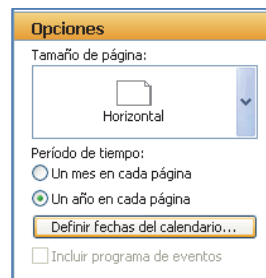 Opciones
Tamaño de página:
Horizontal
Período de tiempo:
Un mes en cada página
Un año en cada página
Definir fechas del calendario...
Incluir programa de eventos